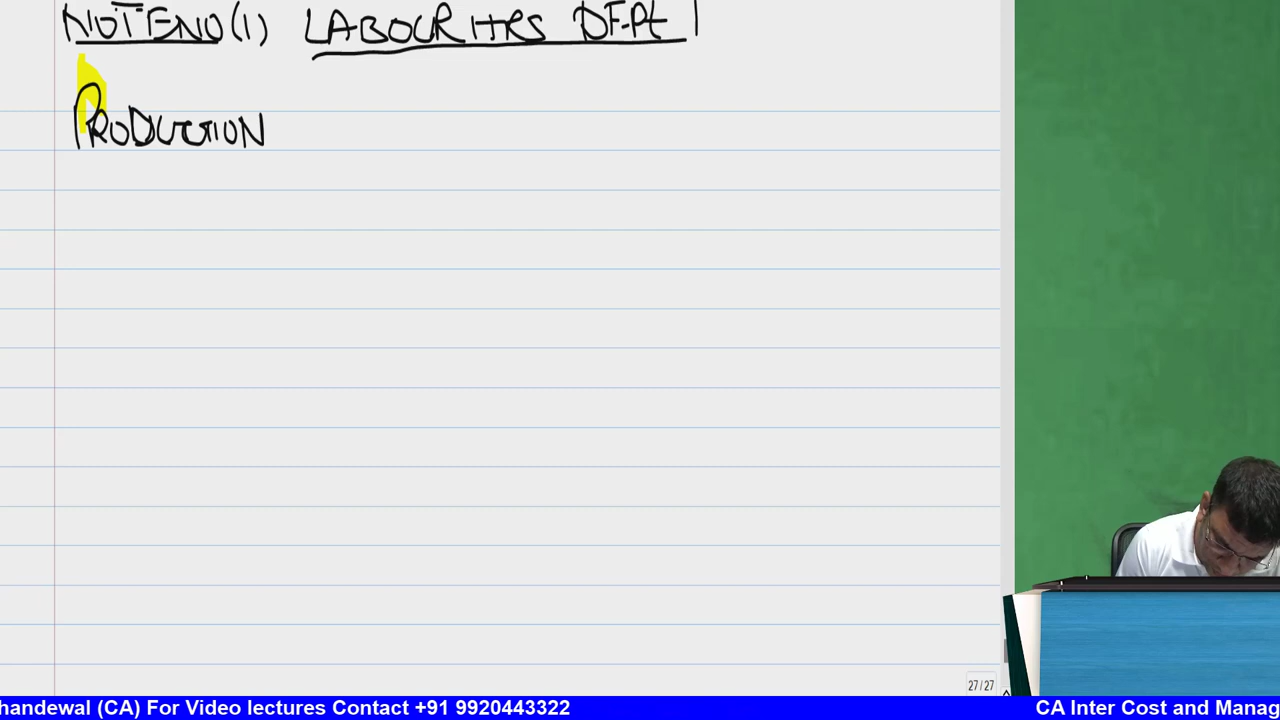 NOTE NO (1) LABOUR HRS DEPt 1
PRODUCTION
27/27
handewal (CA) For Video lectures Contact +91 9920443322
CA Inter Cost and Manag